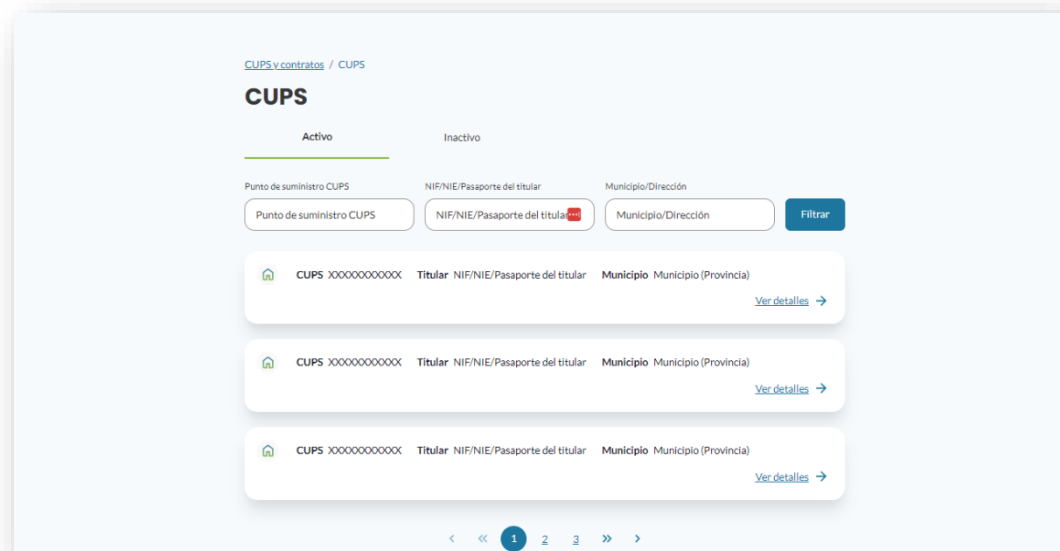 CUPS y contratos / CUPS
CUPS
Activo Inactivo
Punto de suministro CUPS NIF/NIE/Pasaporte del titular Municipio/Dirección
Punto de suministro CUPS NIF/NIE/Pasaporte del titular Municipio/Dirección Filtrar
CUPS XXXXXXXXXXX Titular NIF/NIE/Pasaporte del titular Municipio Municipio (Provincia)
Ver detalles
CUPS XXXXXXXXXXX Titular NIF/NIE/Pasaporte del titular Municipio Municipio (Provincia)
Ver detalles
CUPS XXXXXXXXXXX Titular NIF/NIE/Pasaporte del titular Municipio Municipio (Provincia)
Ver detalles
‹ « 1 2 3 » ›